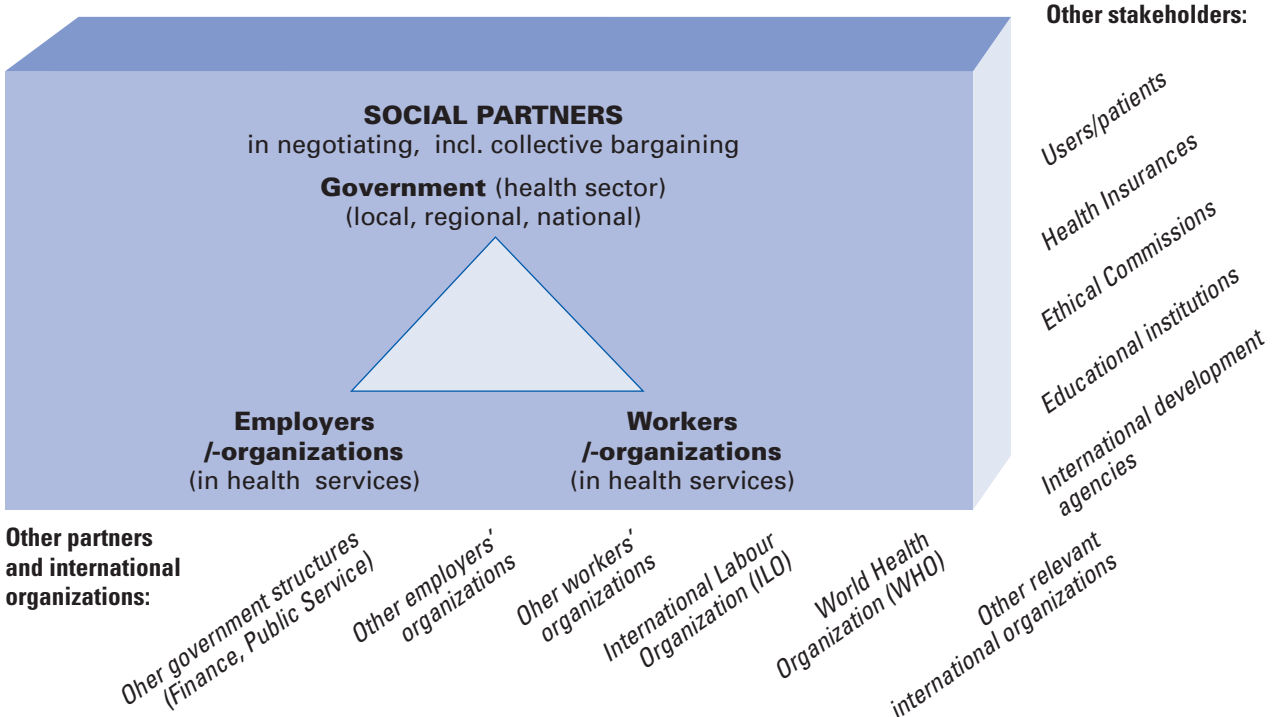 Other stakeholders:
SOCIAL PARTNERS
in negotiating, incl. collective bargaining
Government (health sector)
(local, regional, national)
Employers
/-organizations
(in health services)
Workers
/-organizations
(in health services)
Users/patients
Health Insurances
Ethical Commissions
Educational institutions
International development
agencies
Other partners
and international
organizations:
Oher government structures
(Finance, Public Service)
Other employers'
organizations
Oher workers'
organizations
International Labour
Organization (ILO)
World Health
Organization (WHO)
Other relevant
international organizations